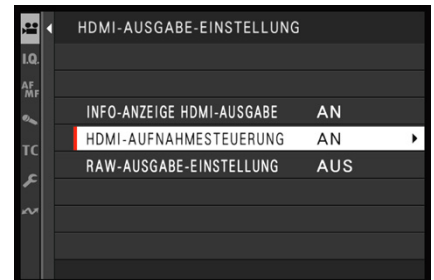 HDMI-AUSGABE-EINSTELLUNG
I.Q.
AF
MF
INFO-ANZEIGE HDMI-AUSGABE AN
HDMI-AUFNAHMESTEUERUNG AN
TC
RAW-AUSGABE-EINSTELLUNG AUS